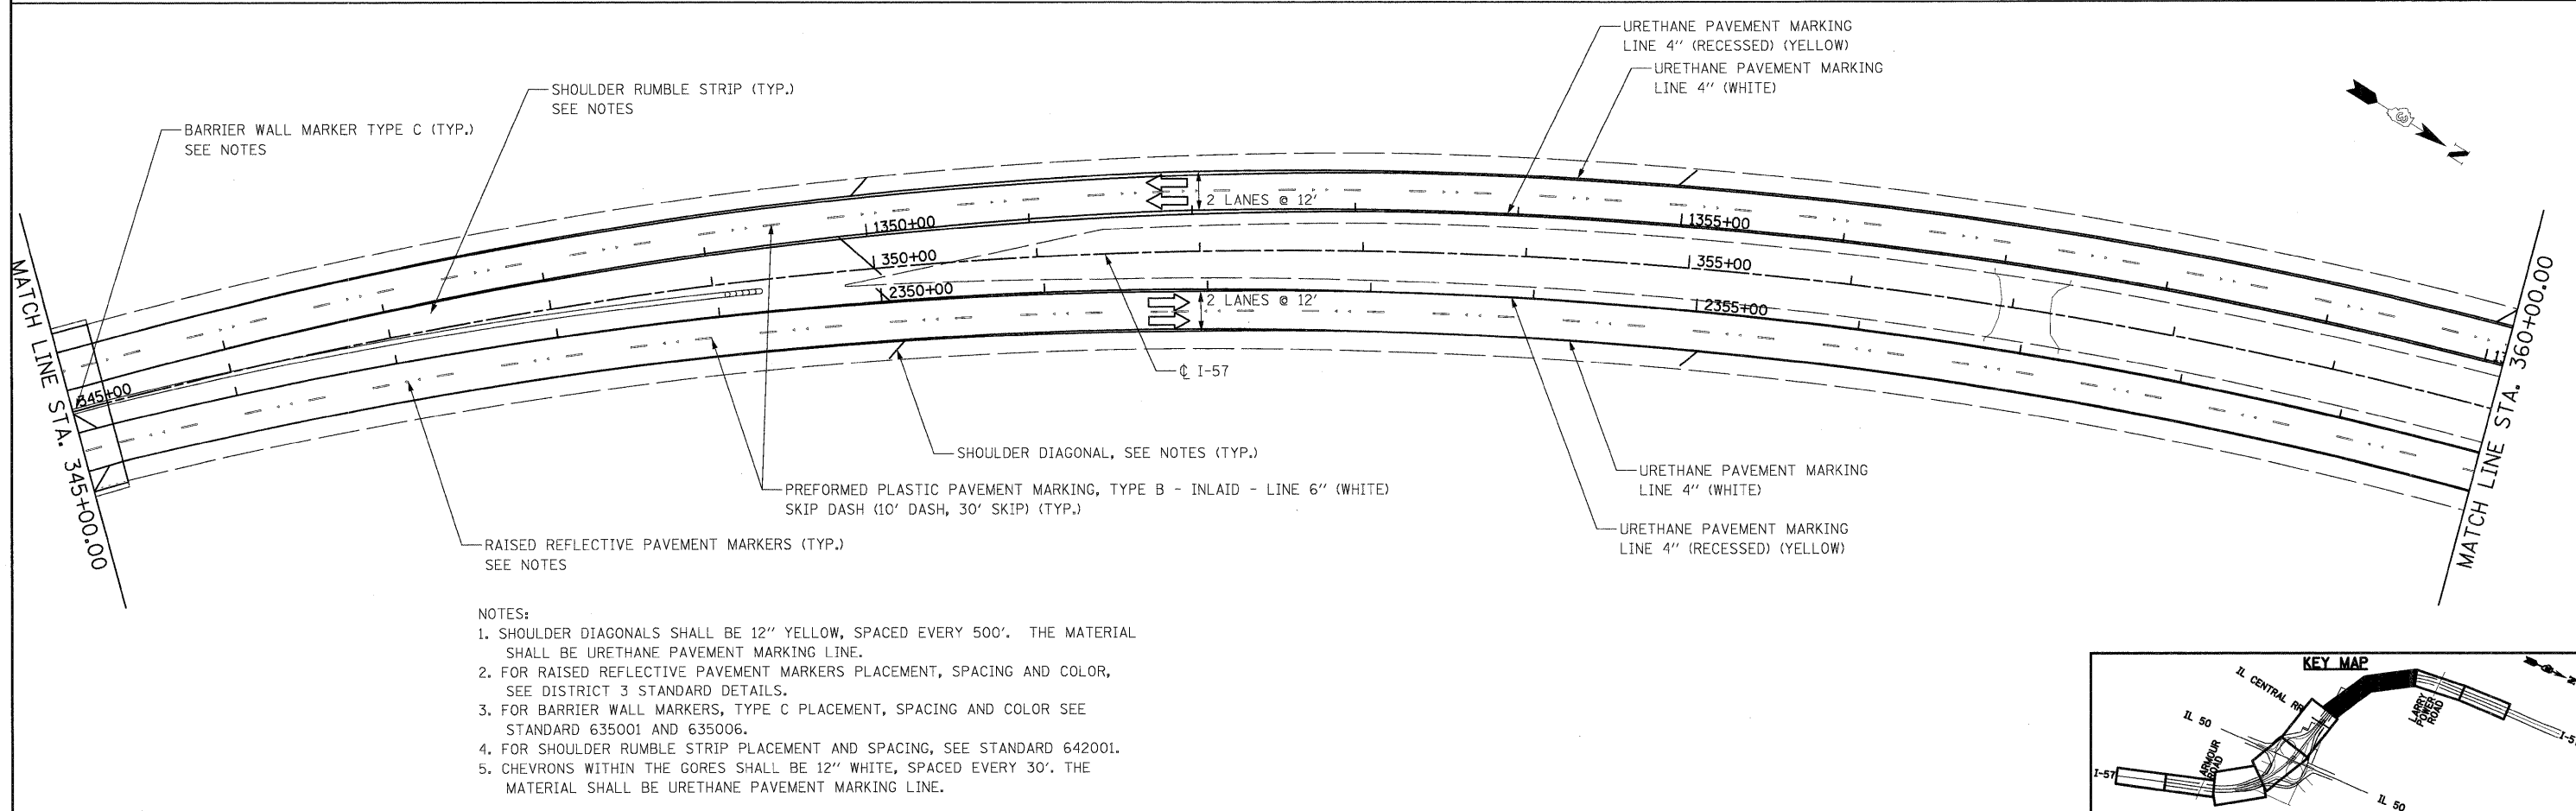 URETHANE PAVEMENT MARKING
LINE 4" (RECESSED) (YELLOW)
URETHANE PAVEMENT MARKING
LINE 4" (WHITE)
SHOULDER RUMBLE STRIP (TYP.)
SEE NOTES
BARRIER WALL MARKER TYPE C (TYP.)
SEE NOTES
N
2 LANES @ 12'
1350+00
1355+00
350+00
355+00
2350+00
2 LANES @ 12'
2355+00
345+00
MATCH LINE STA. 345+00.00
MATCH LINE STA. 360+00.00
℄ I-57
SHOULDER DIAGONAL, SEE NOTES (TYP.)
URETHANE PAVEMENT MARKING
LINE 4" (WHITE)
PREFORMED PLASTIC PAVEMENT MARKING, TYPE B - INLAID - LINE 6" (WHITE)
SKIP DASH (10' DASH, 30' SKIP) (TYP.)
URETHANE PAVEMENT MARKING
LINE 4" (RECESSED) (YELLOW)
RAISED REFLECTIVE PAVEMENT MARKERS (TYP.)
SEE NOTES
NOTES:
1. SHOULDER DIAGONALS SHALL BE 12" YELLOW, SPACED EVERY 500'. THE MATERIAL
SHALL BE URETHANE PAVEMENT MARKING LINE.
2. FOR RAISED REFLECTIVE PAVEMENT MARKERS PLACEMENT, SPACING AND COLOR,
SEE DISTRICT 3 STANDARD DETAILS.
3. FOR BARRIER WALL MARKERS, TYPE C PLACEMENT, SPACING AND COLOR SEE
STANDARD 635001 AND 635006.
4. FOR SHOULDER RUMBLE STRIP PLACEMENT AND SPACING, SEE STANDARD 642001.
5. CHEVRONS WITHIN THE GORES SHALL BE 12" WHITE, SPACED EVERY 30'. THE
MATERIAL SHALL BE URETHANE PAVEMENT MARKING LINE.
KEY MAP
IL CENTRAL RR
IL 50
LARRY
POWER
ROAD
ARMOUR
ROAD
I-57
IL 50